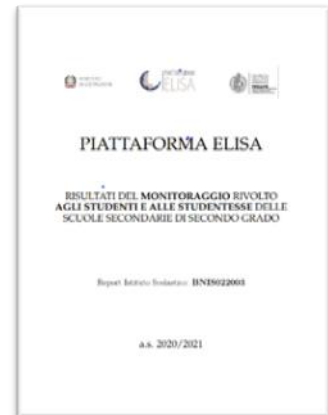 ELISA
PIATTAFORMA ELISA
RISULTATI DEL MONITORAGGIO RIVOLTO
AGLI STUDENTI E ALLE STUDENTESSE DELLE
SCUOLE SECONDARIE DI SECONDO GRADO
Report Istituto Scolastico: BNIS022003
a.s. 2020/2021